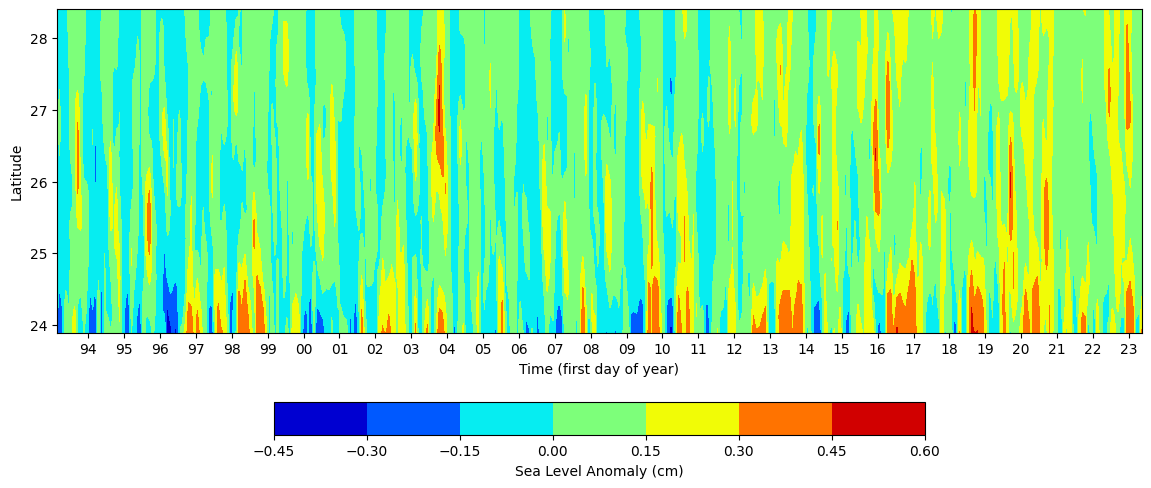 28
27
Latitude
26
25
24
94 95 96 97 98 99 00 01 02 03 04 05 06 07 08 09 10 11 12 13 14 15 16 17 18 19 20 21 22 23
Time (first day of year)
−0.45 −0.30 −0.15 0.00 0.15 0.30 0.45 0.60
Sea Level Anomaly (cm)